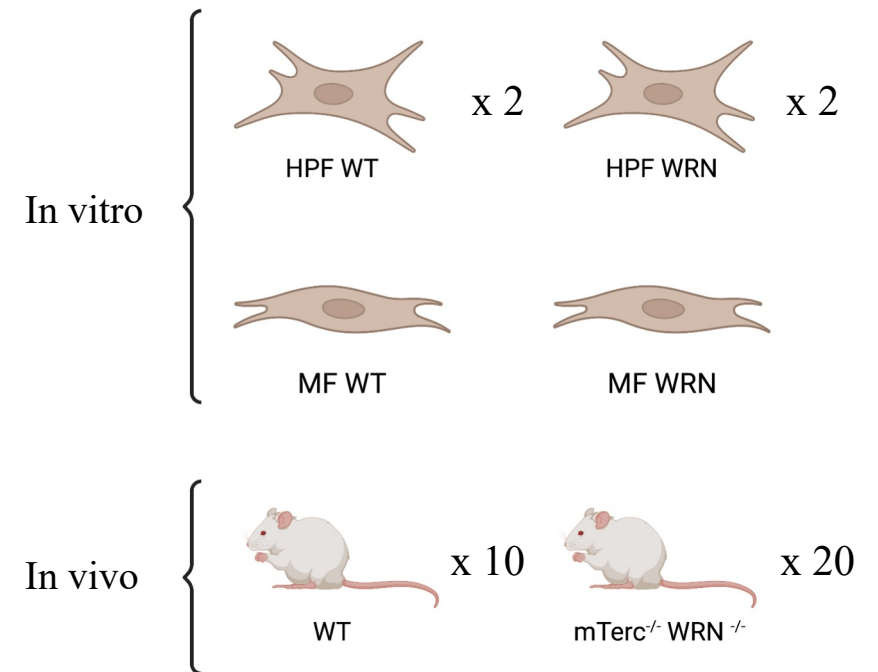 x 2
x 2
HPF WT
HPF WRN
In vitro
MF WT
MF WRN
x 10
x 20
In vivo
WT
mTerc-/- WRN -/-